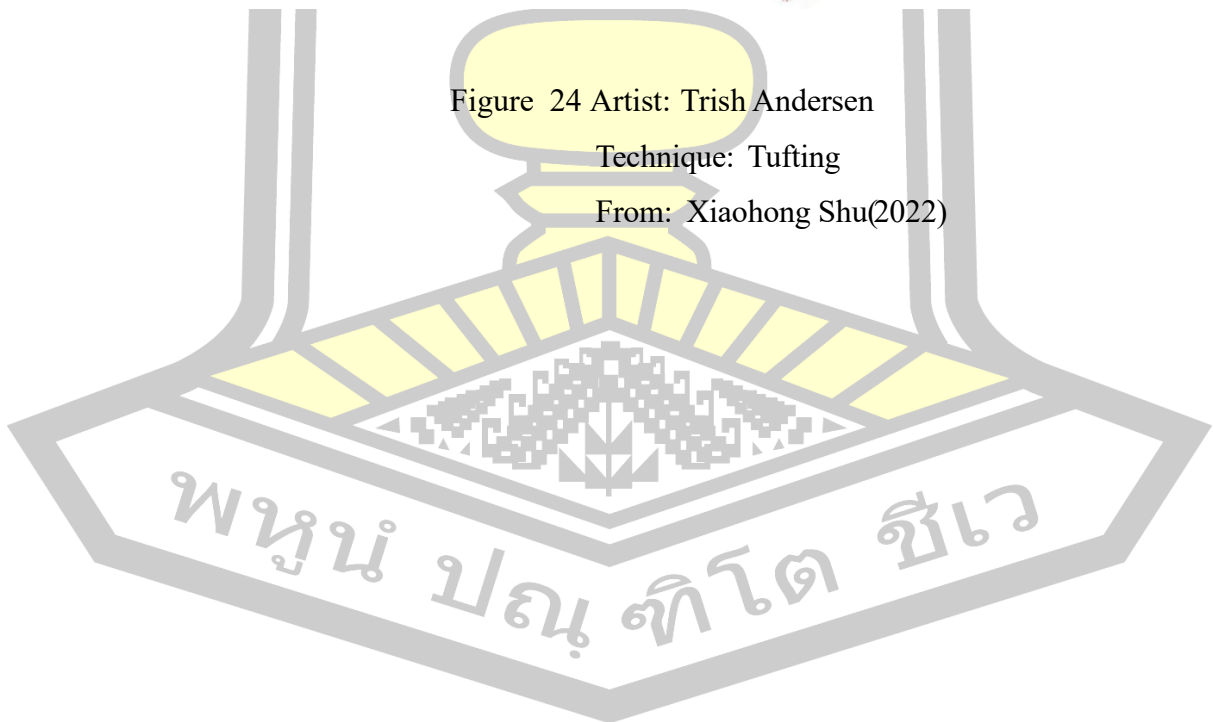 Figure 24 Artist: Trish Andersen
Technique: Tufting
From: Xiaohong Shu(2022)
พหูนํ ปณฺฑิโต ชีเว